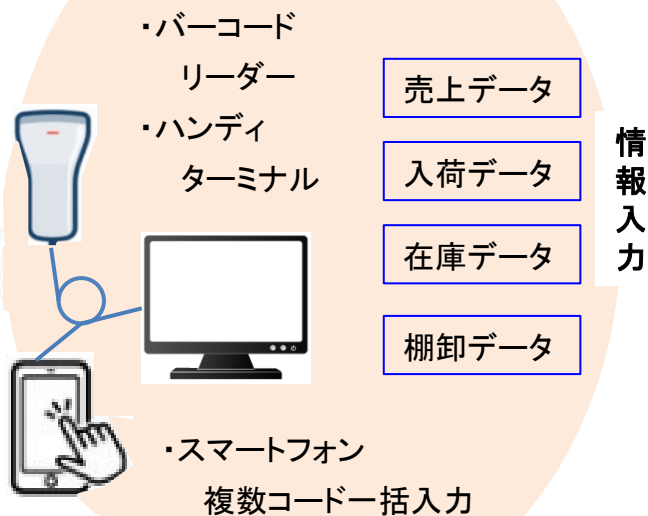 ・バーコード
リーダー
・ハンディ
ターミナル
売上データ
入荷データ
在庫データ
棚卸データ
情報入力
・スマートフォン
複数コード一括入力